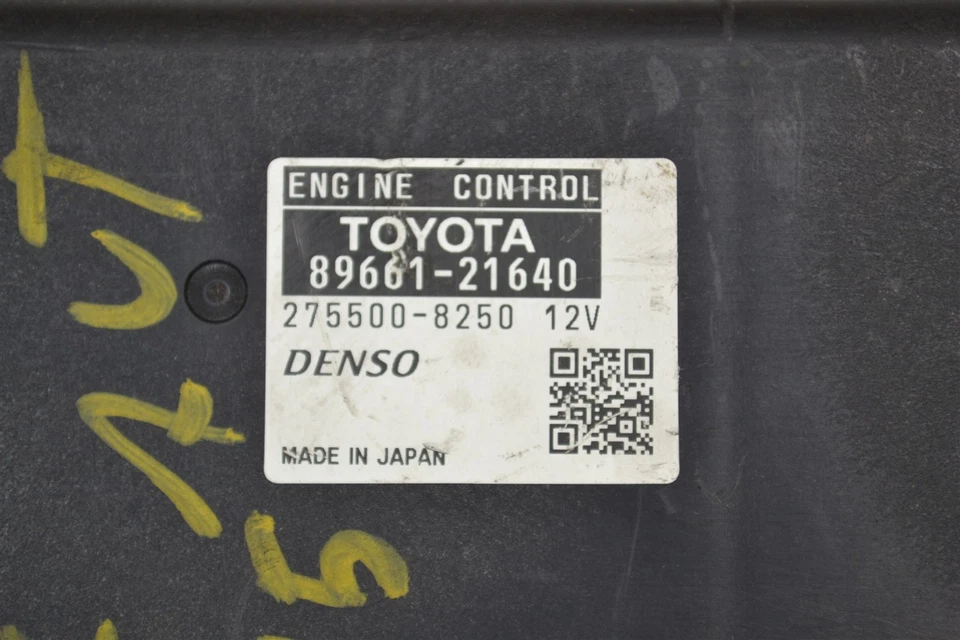 ENGINE CONTROL
TOYOTA
89661-21640
275500-8250 12V
DENSO
MADE IN JAPAN